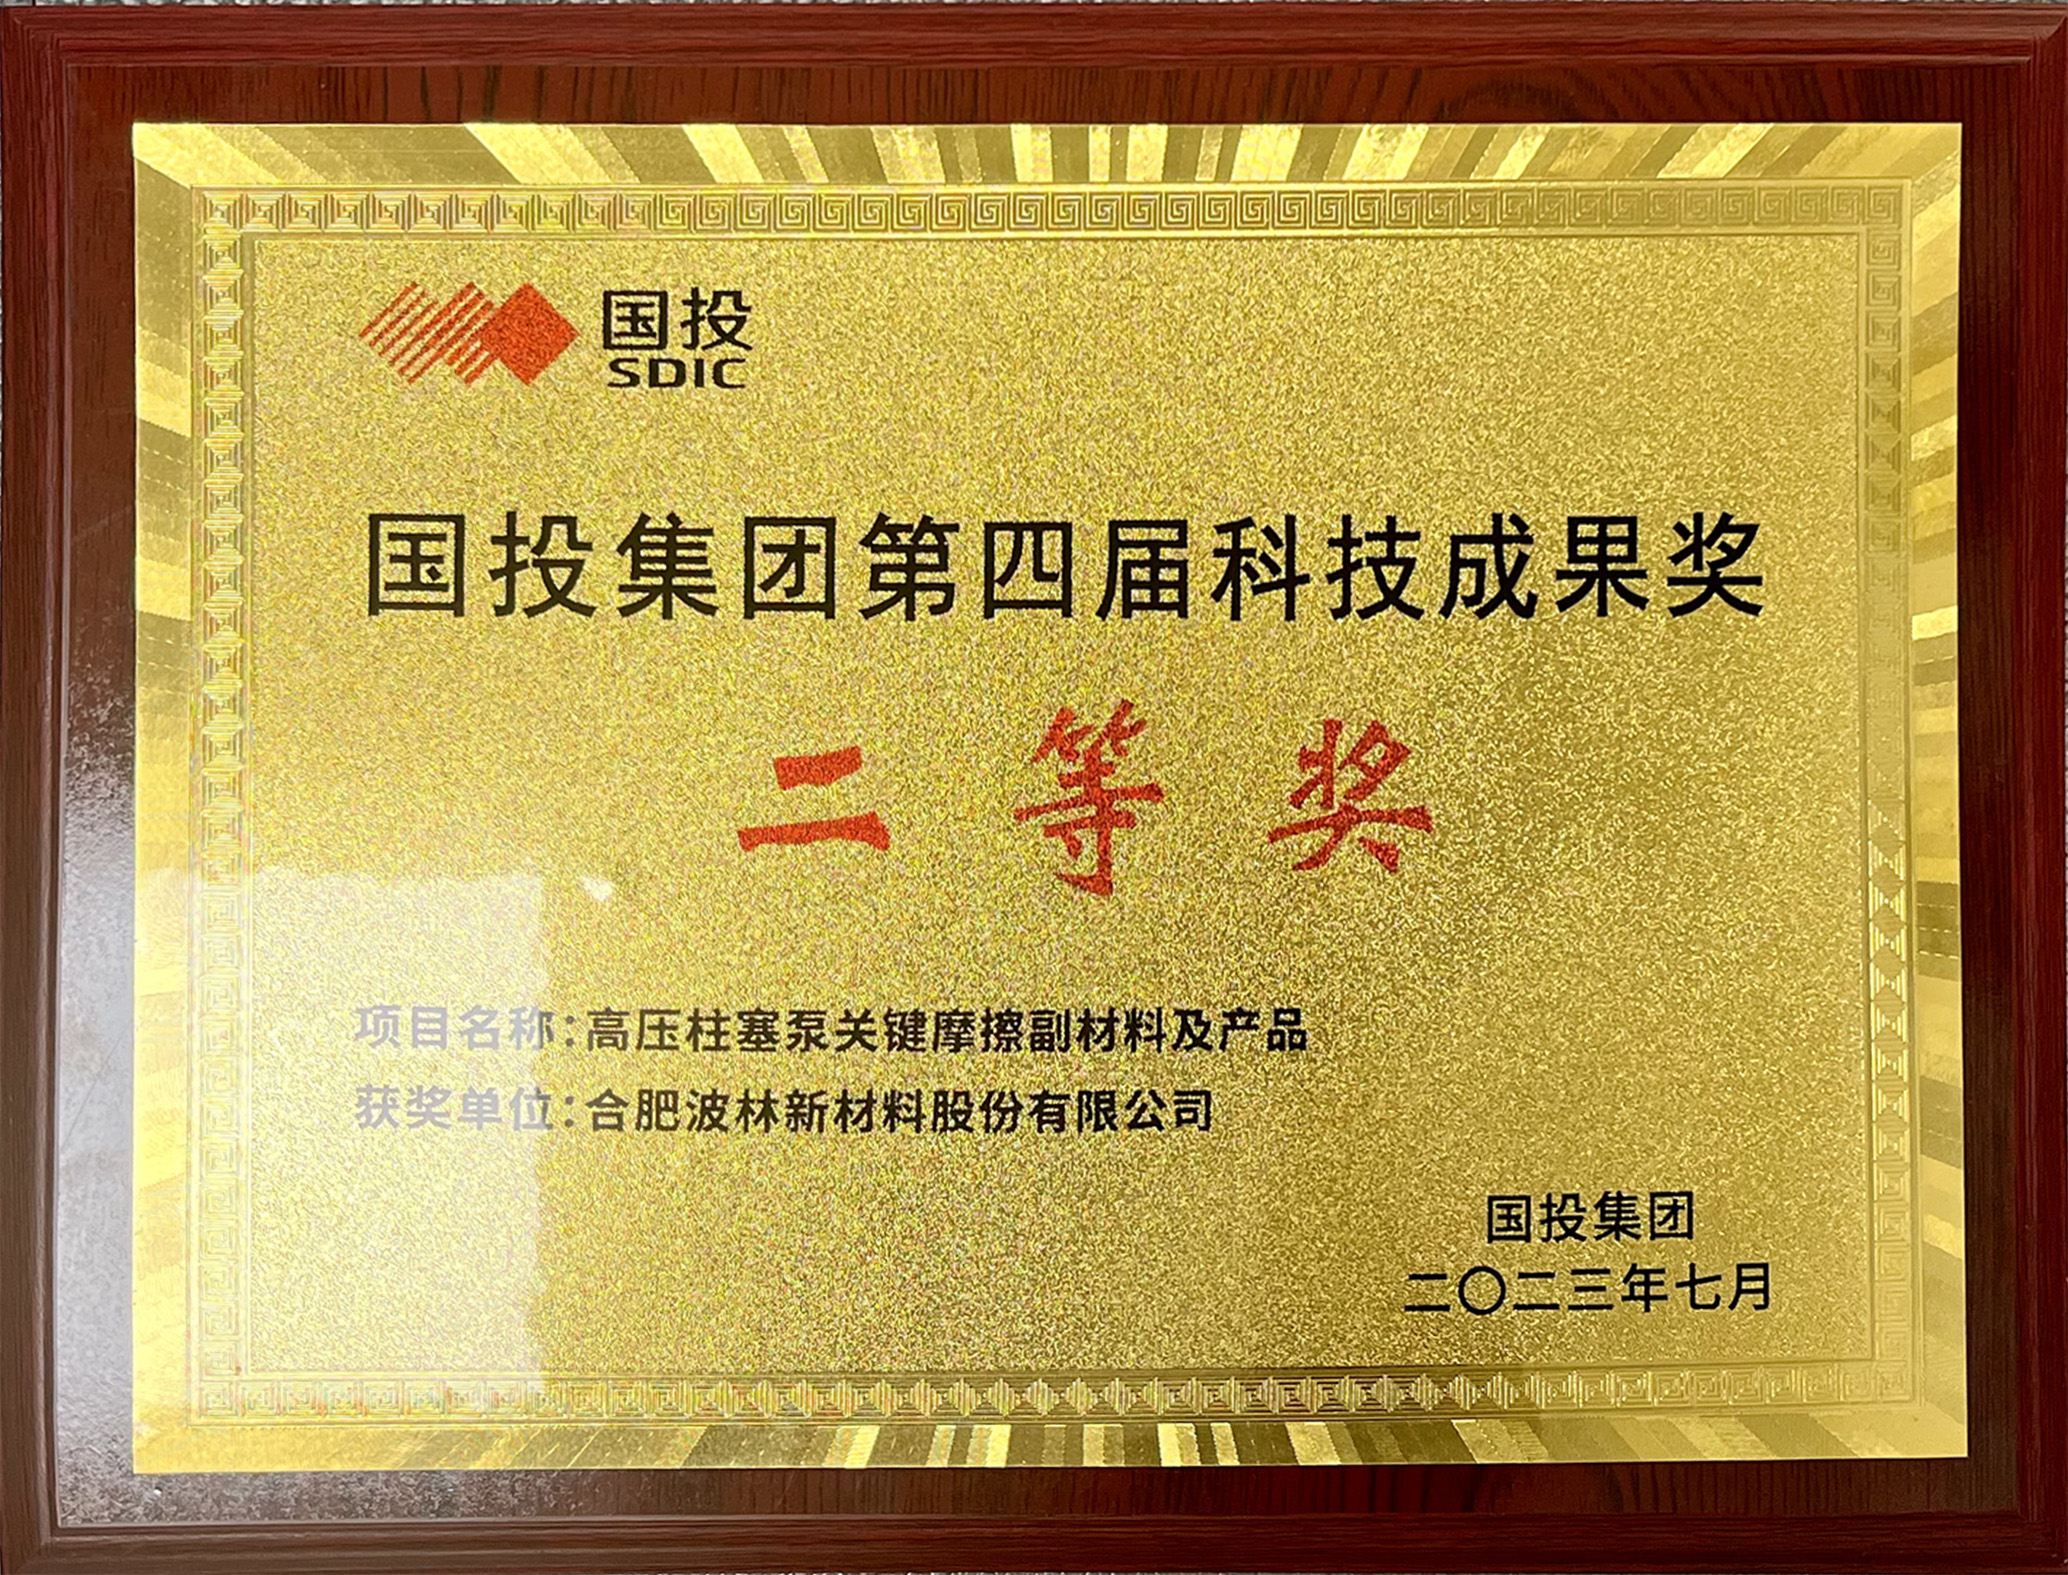 国投
SDIC
国投集团第四届科技成果奖
二等奖
项目名称：高压柱塞泵关键摩擦副材料及产品
获奖单位：合肥波林新材料股份有限公司
国投集团
二〇二三年七月